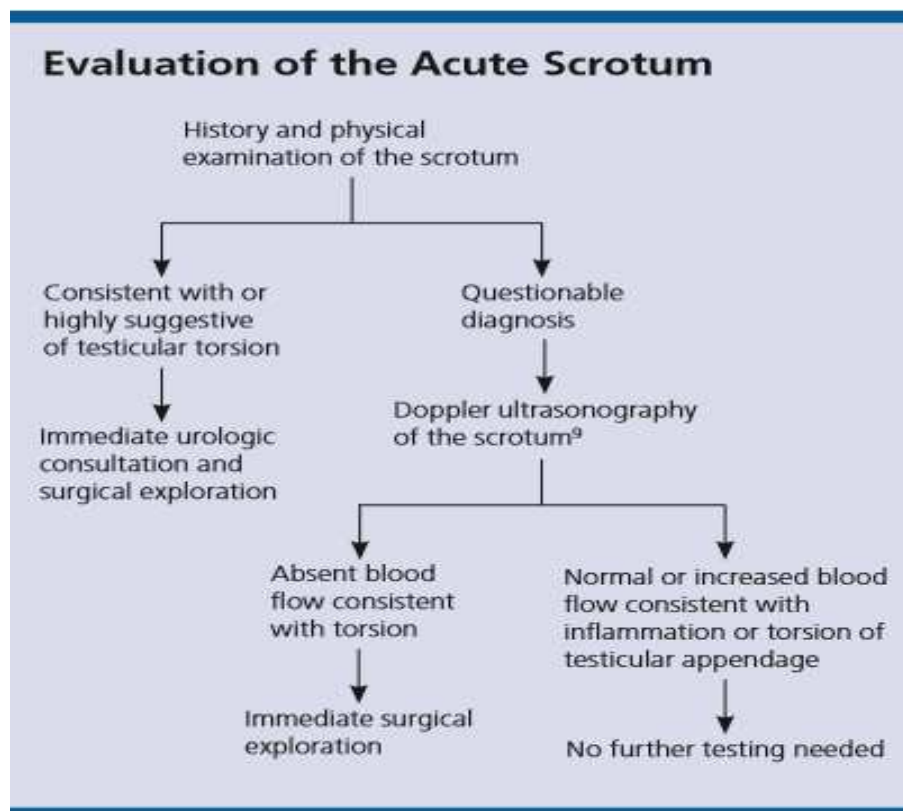 Evaluation of the Acute Scrotum
History and physical
examination of the scrotum
Consistent with or
highly suggestive
of testicular torsion
Questionable
diagnosis
Immediate urologic
consultation and
surgical exploration
Doppler ultrasonography
of the scrotum⁹
Absent blood
flow consistent
with torsion
Normal or increased blood
flow consistent with
inflammation or torsion of
testicular appendage
Immediate surgical
exploration
No further testing needed